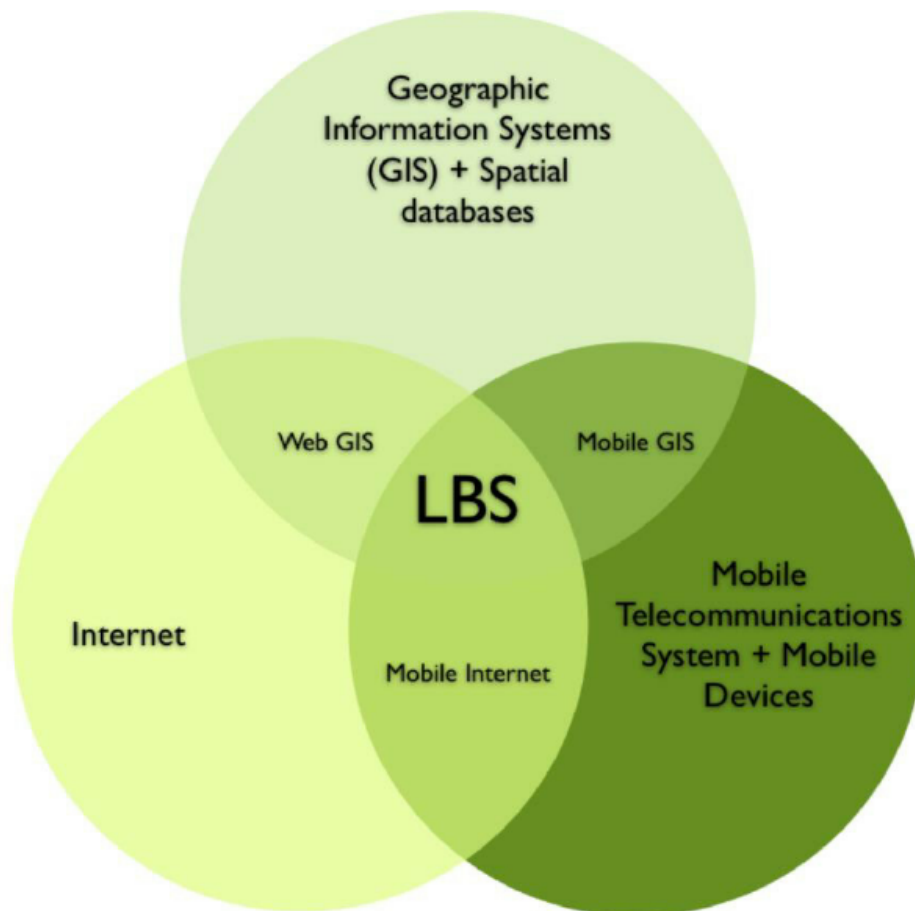 Geographic
Information Systems
(GIS) + Spatial
databases
Web GIS
Mobile GIS
LBS
Internet
Mobile
Telecommunications
System + Mobile
Devices
Mobile Internet